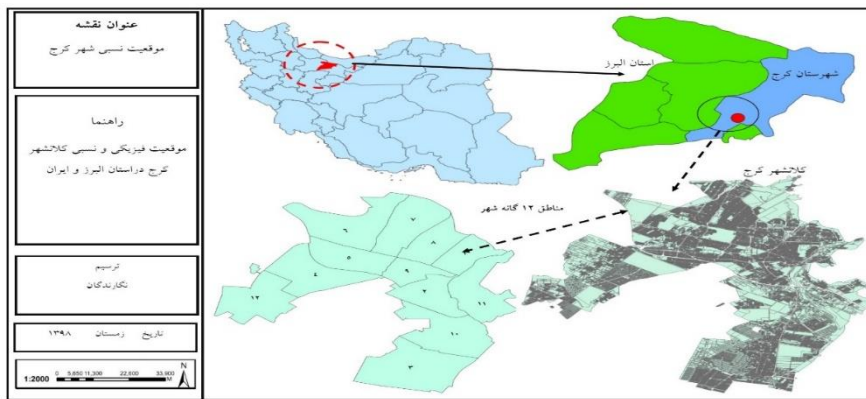 عنوان نقشه
موقعیت نسبی شهر کرج
راهنما
موقعیت فیزیکی و نسبی کلانشهر
کرج دراستان البرز و ایران
ترسیم
نگارندگان
تاریخ زمستان ۱۳۹۸
N
1:2000 0 5,650 11,300 22,600 33,900
M
استان البرز
شهرستان کرج
کلانشهر کرج
مناطق ۱۲ گانه شهر
۶
۷
۸
۵
۴
۹
۱۲
۲
۱۱
۱۰
۳